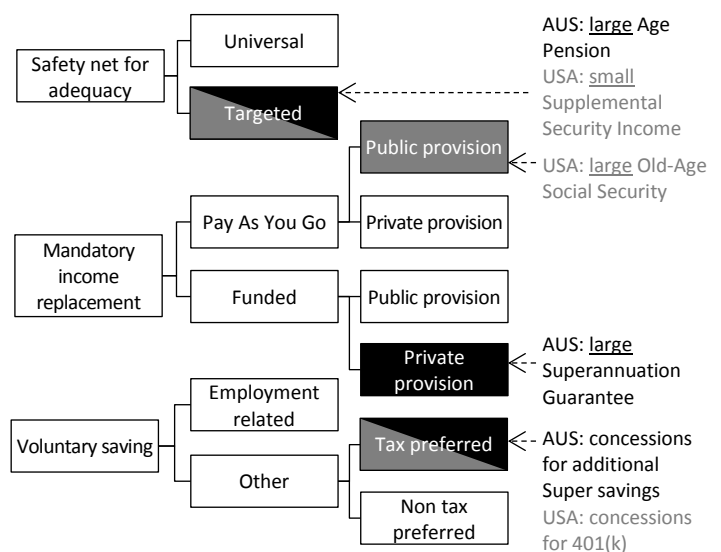 Universal
Safety net for
adequacy
Targeted
AUS: large Age
Pension
USA: small
Supplemental
Security Income
Public provision
USA: large Old-Age
Social Security
Pay As You Go
Private provision
Mandatory
income
replacement
Funded
Public provision
Private
provision
AUS: large
Superannuation
Guarantee
Employment
related
Voluntary saving
Tax preferred
Other
Non tax
preferred
AUS: concessions
for additional
Super savings
USA: concessions
for 401(k)